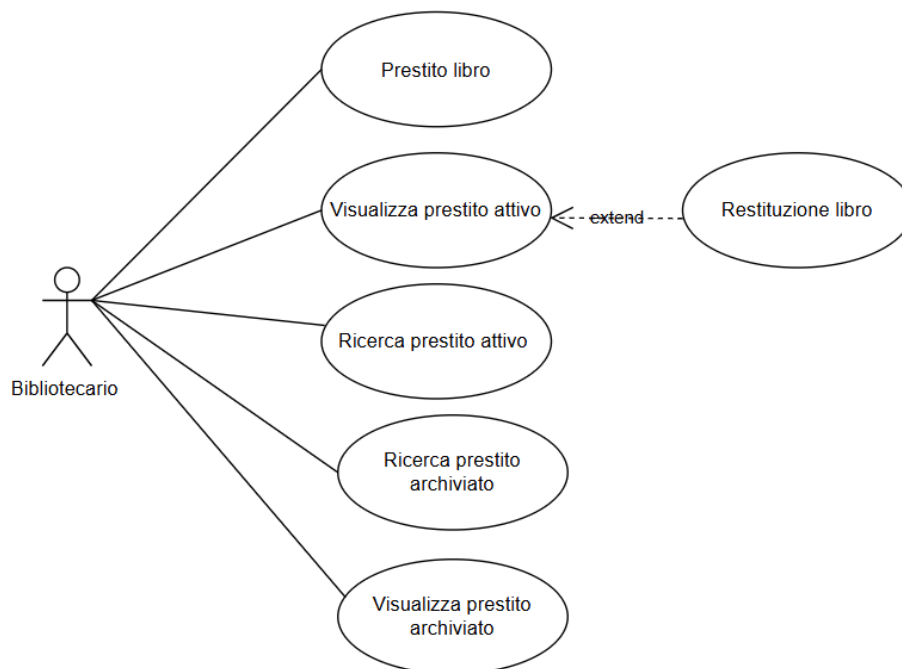 Prestito libro
Visualizza prestito attivo
extend
Restituzione libro
Ricerca prestito attivo
Bibliotecario
Ricerca prestito
archiviato
Visualizza prestito
archiviato